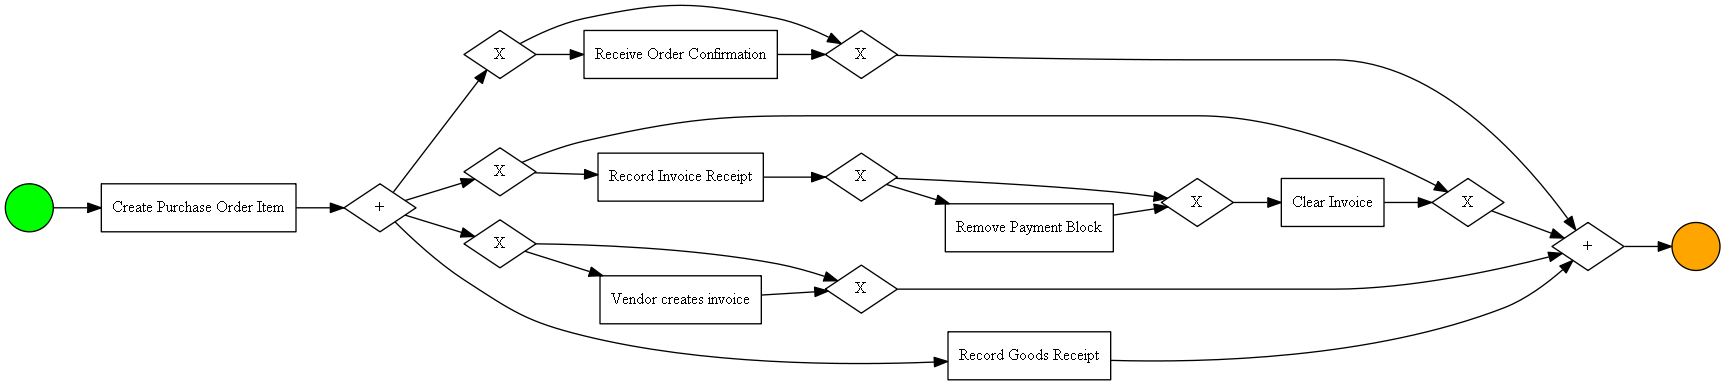 X
Receive Order Confirmation
X
X
Record Invoice Receipt
X
Remove Payment Block
X
Clear Invoice
X
Create Purchase Order Item
+
+
X
Vendor creates invoice
X
Record Goods Receipt